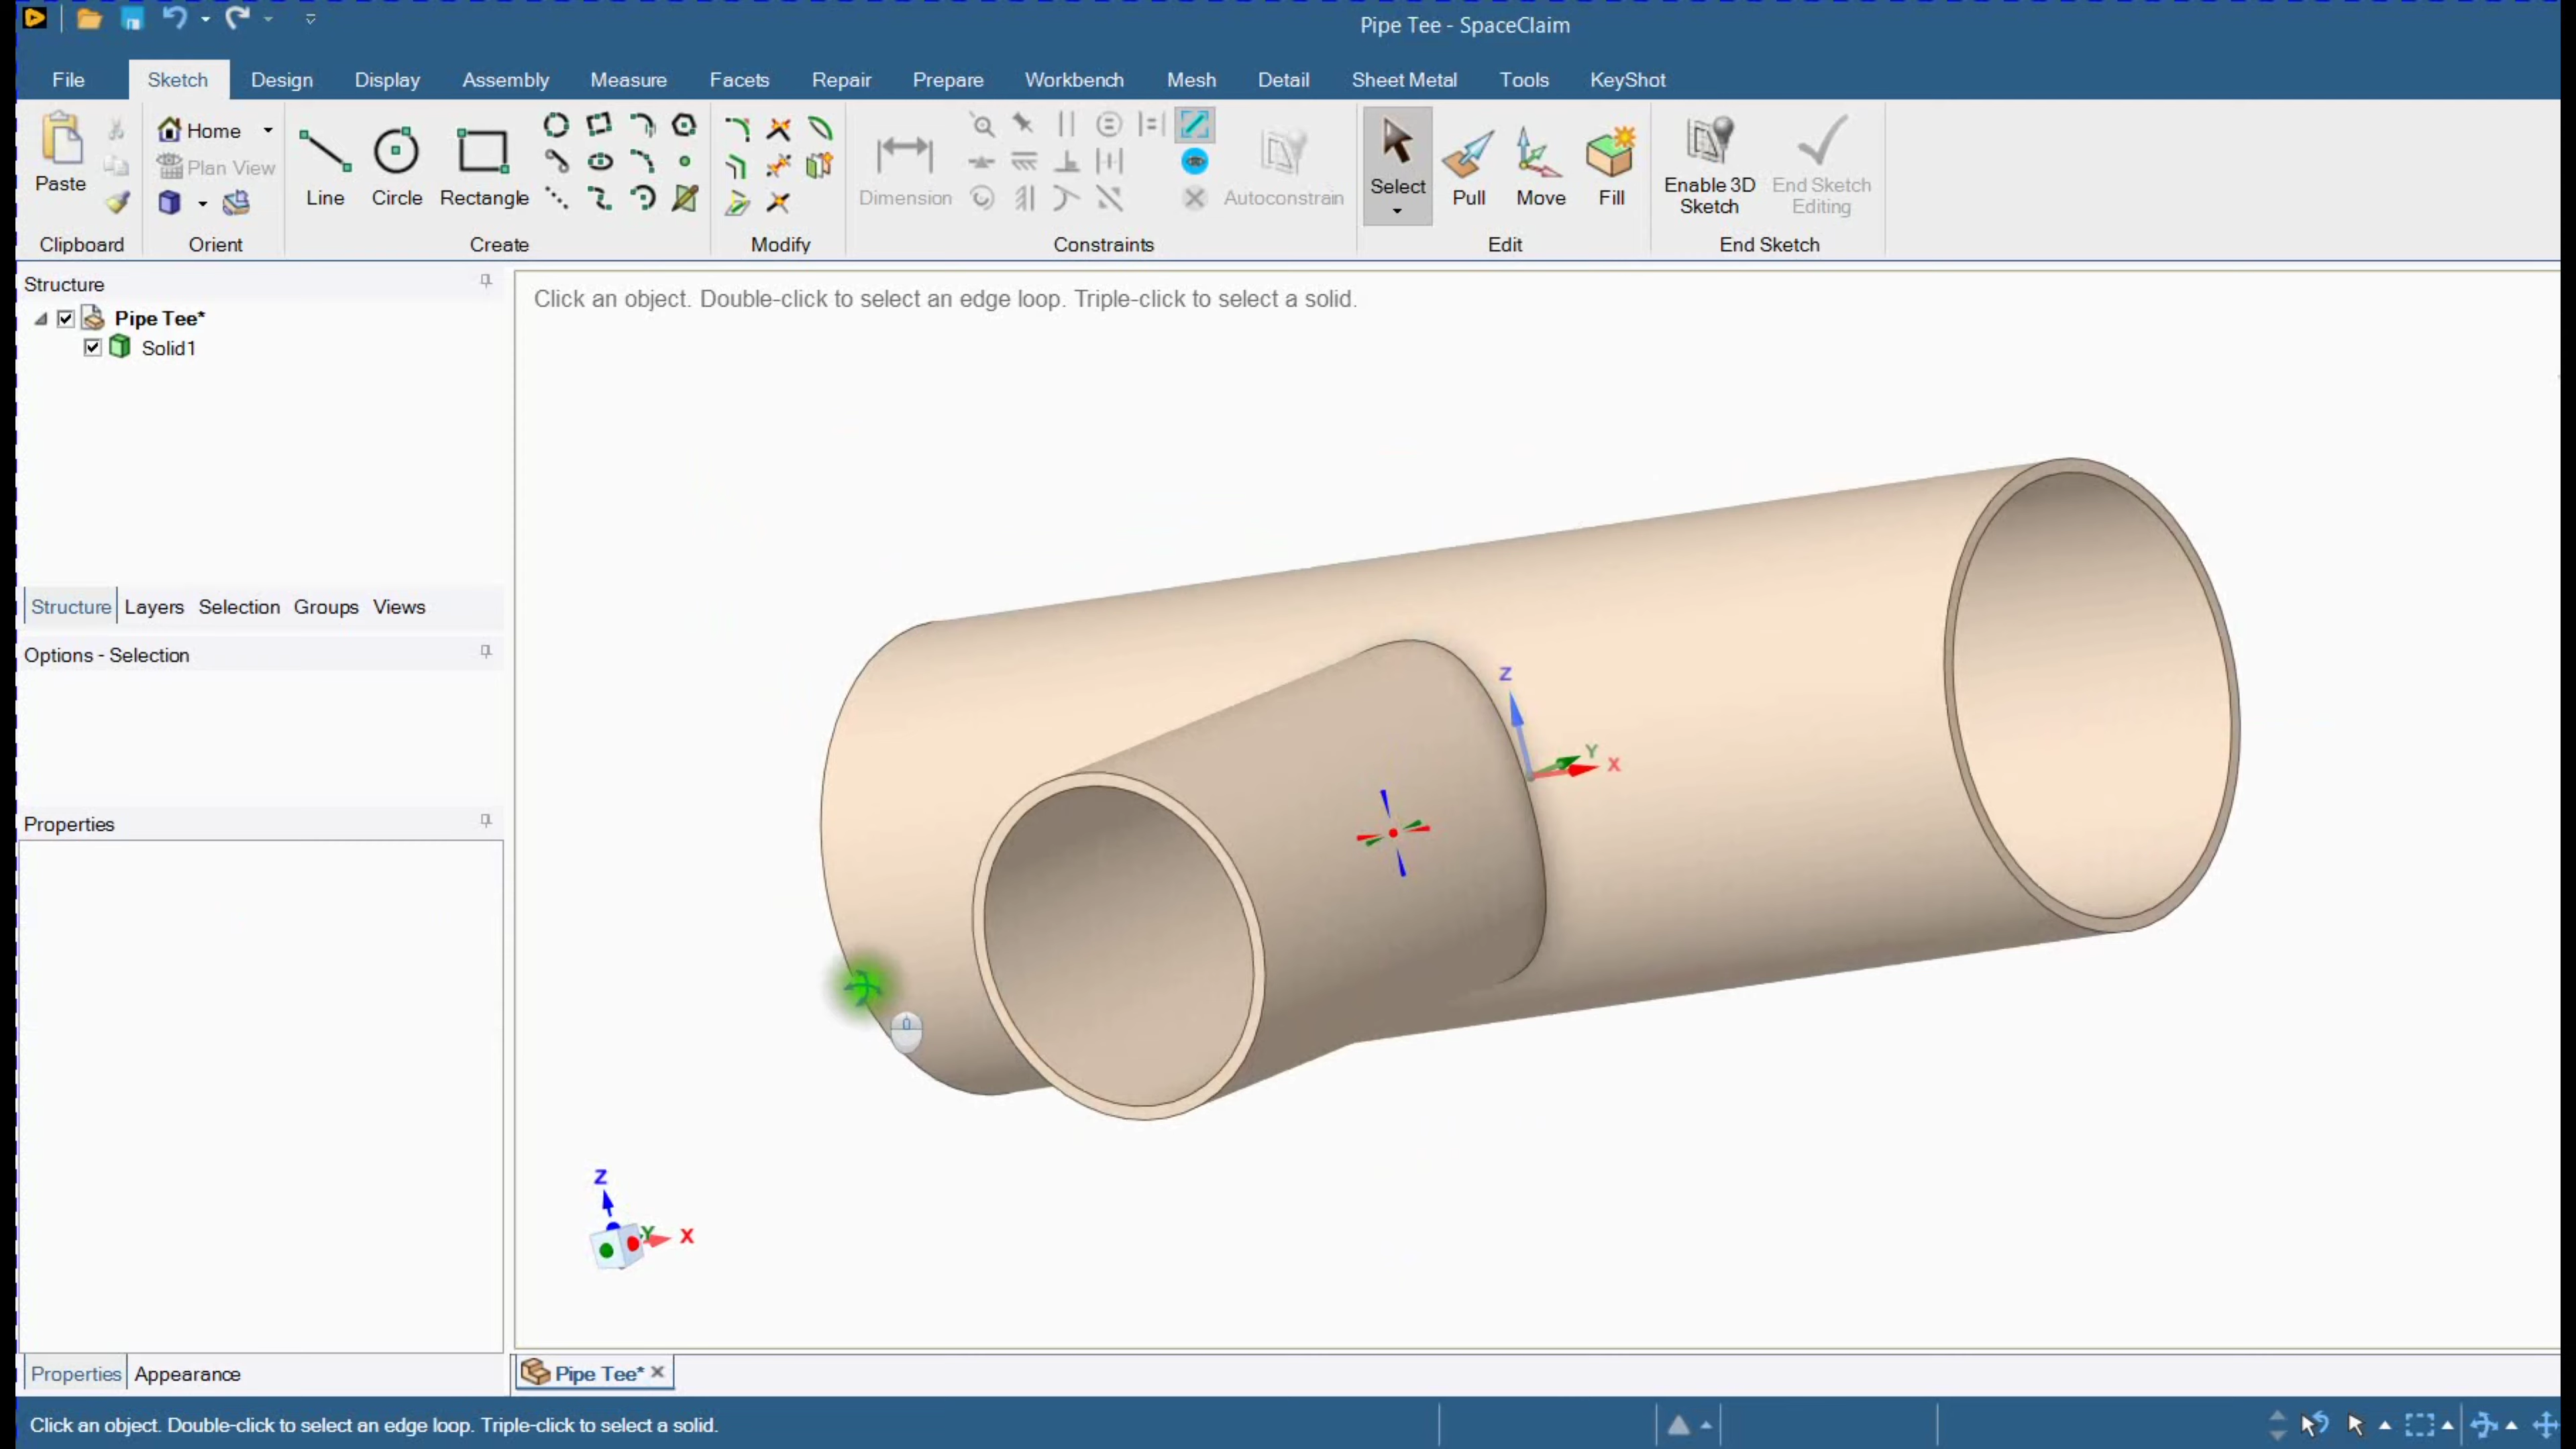 Pipe Tee - SpaceClaim
File Sketch Design Display Assembly Measure Facets Repair Prepare Workbench Mesh Detail Sheet Metal Tools KeyShot
Paste
Home
Plan View
Line Circle Rectangle
Dimension
Autoconstrain
Select Pull Move Fill
Enable 3D Sketch
End Sketch Editing
Clipboard Orient Create Modify Constraints Edit End Sketch
Structure
Click an object. Double-click to select an edge loop. Triple-click to select a solid.
Pipe Tee*
Solid1
Structure Layers Selection Groups Views
Options - Selection
Z
Y
X
Properties
Z
Y X
Properties Appearance
Pipe Tee*
Click an object. Double-click to select an edge loop. Triple-click to select a solid.